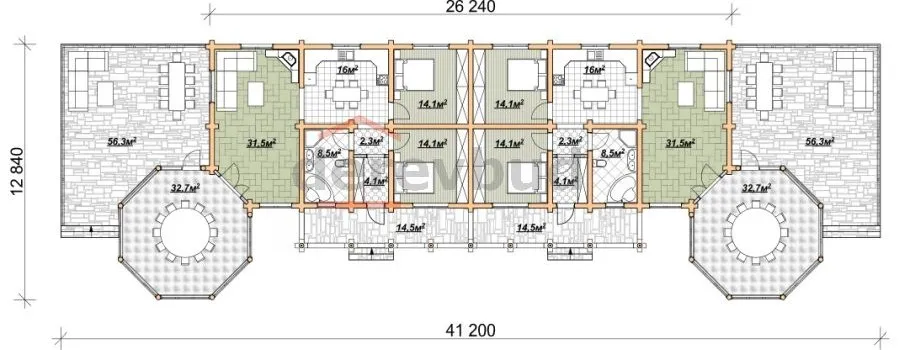 26 240
12 840
16м² 16м²
14.1м² 14.1м²
56.3м² 31.5м² 8.5м² 2.3м² 14.1м² 14.1м² 2.3м² 8.5м² 31.5м² 56.3м²
4.1м² 4.1м²
32.7м² 32.7м²
14,5м² 14,5м²
41 200